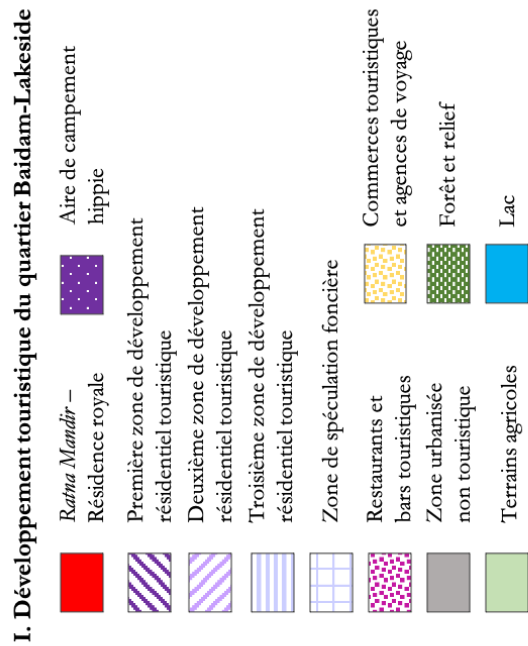 I. Développement touristique du quartier Baidam-Lakeside
Ratna Mandir –
Résidence royale
Première zone de dévéloppement
résidentiel touristique
Deuxième zone de développement
résidentiel touristique
Troisième zone de développement
résidentiel touristique
Zone de spéculation foncière
Restaurants et
bars touristiques
Zone urbanisée
non touristique
Terrains agricoles
Aire de campement
hippie
Commerces touristiques
et agences de voyage
Forêt et relief
Lac